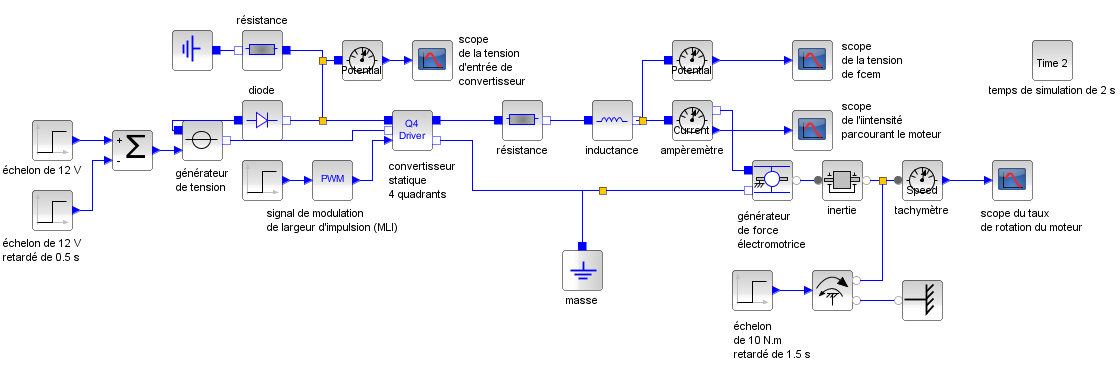 résistance
Potential
scope
de la tension
d'entrée de
convertisseur
Potential
scope
de la tension
de fcem
Time 2
temps de simulation de 2 s
diode
échelon de 12 V
+
-
Σ
générateur
de tension
Q4
Driver
convertisseur
statique
4 quadrants
résistance
inductance
Current
ampèremètre
scope
de l'iintensité
parcourant le moteur
échelon de 12 V
retardé de 0.5 s
PWM
signal de modulation
de largeur d'impulsion (MLI)
masse
générateur
de force
électromotrice
inertie
Speed
tachymètre
scope du taux
de rotation du moteur
échelon
de 10 N.m
retardé de 1.5 s